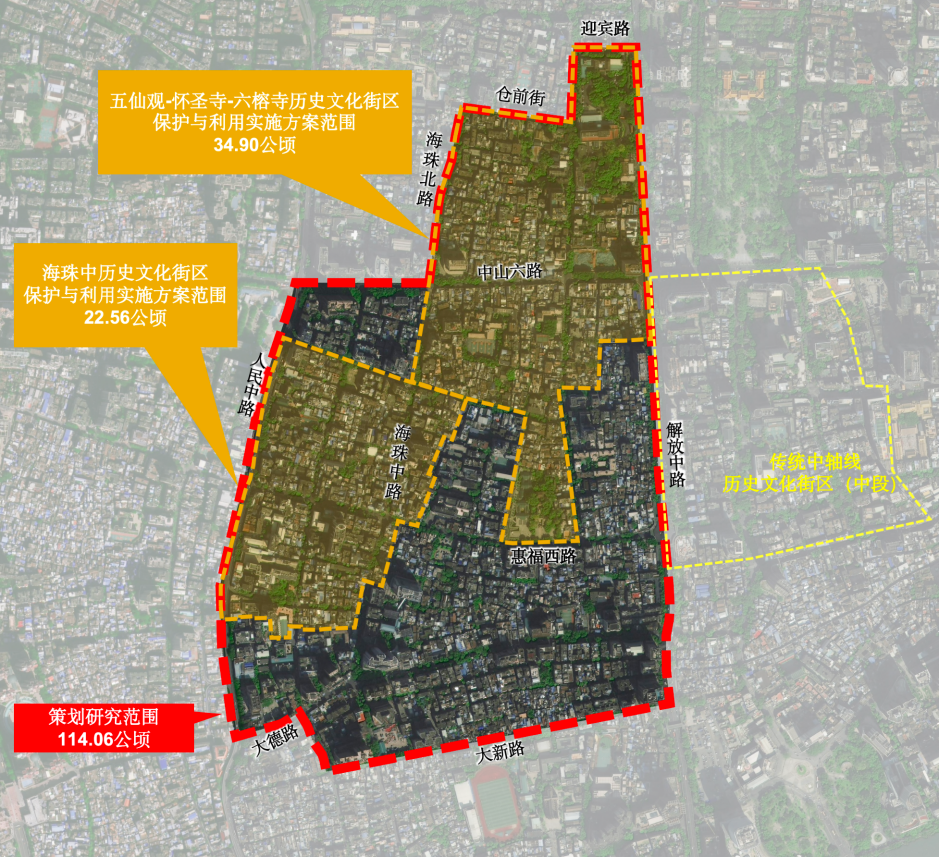 迎宾路
五仙观-怀圣寺-六榕寺历史文化街区
保护与利用实施方案范围
34.90公顷
仓前街
海珠北路
海珠中历史文化街区
保护与利用实施方案范围
22.56公顷
中山六路
人民中路
海珠中路
解放中路
传统中轴线
历史文化街区（中段）
惠福西路
策划研究范围
114.06公顷
大德路
大新路